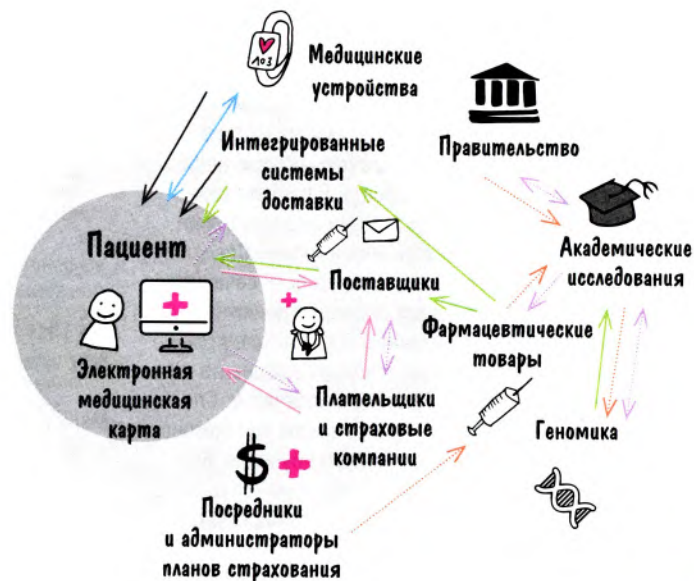 103
Медицинские
устройства
Интегрированные
системы
доставки
Правительство
Пациент
Академические
исследования
Поставщики
Фармацевтические
товары
Электронная
медицинская
карта
Плательщики
и страховые
компании
Геномика
$
Посредники
и администраторы
планов страхования